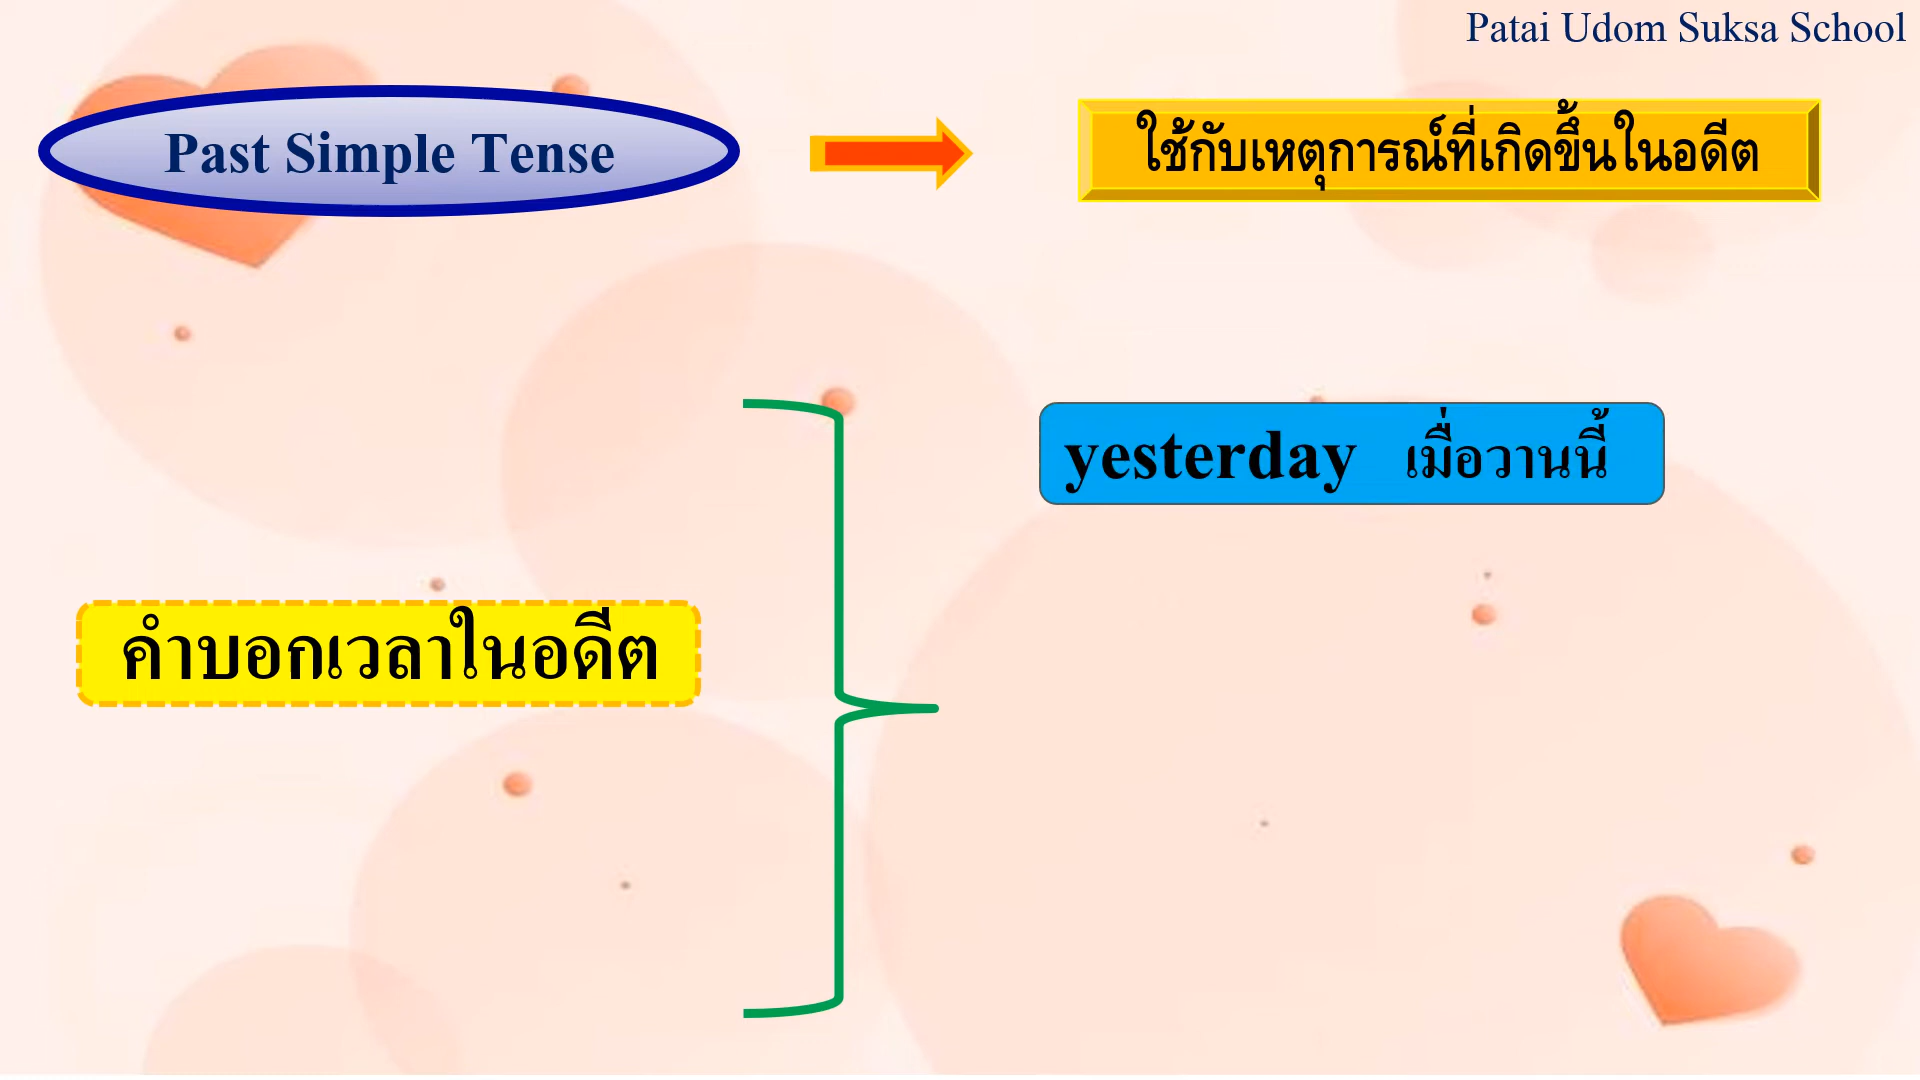 Patai Udom Suksa School
Past Simple Tense
ใช้กับเหตุการณ์ที่เกิดขึ้นในอดีต
yesterday เมื่อวานนี้
คำบอกเวลาในอดีต